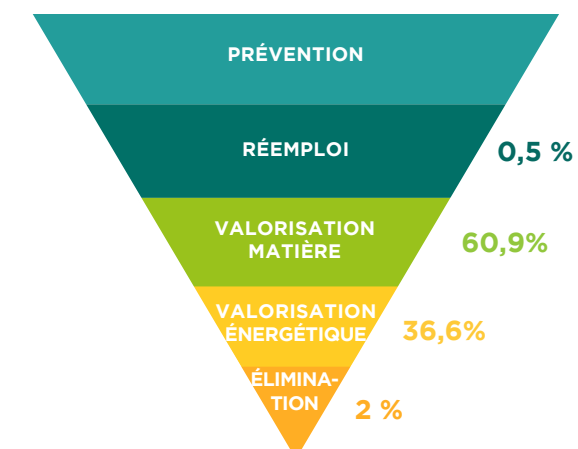 PRÉVENTION
RÉEMPLOI
0,5 %
VALORISATION
MATIÈRE
60,9%
VALORISATION
ÉNERGÉTIQUE
36,6%
ÉLIMINA-
TION
2 %